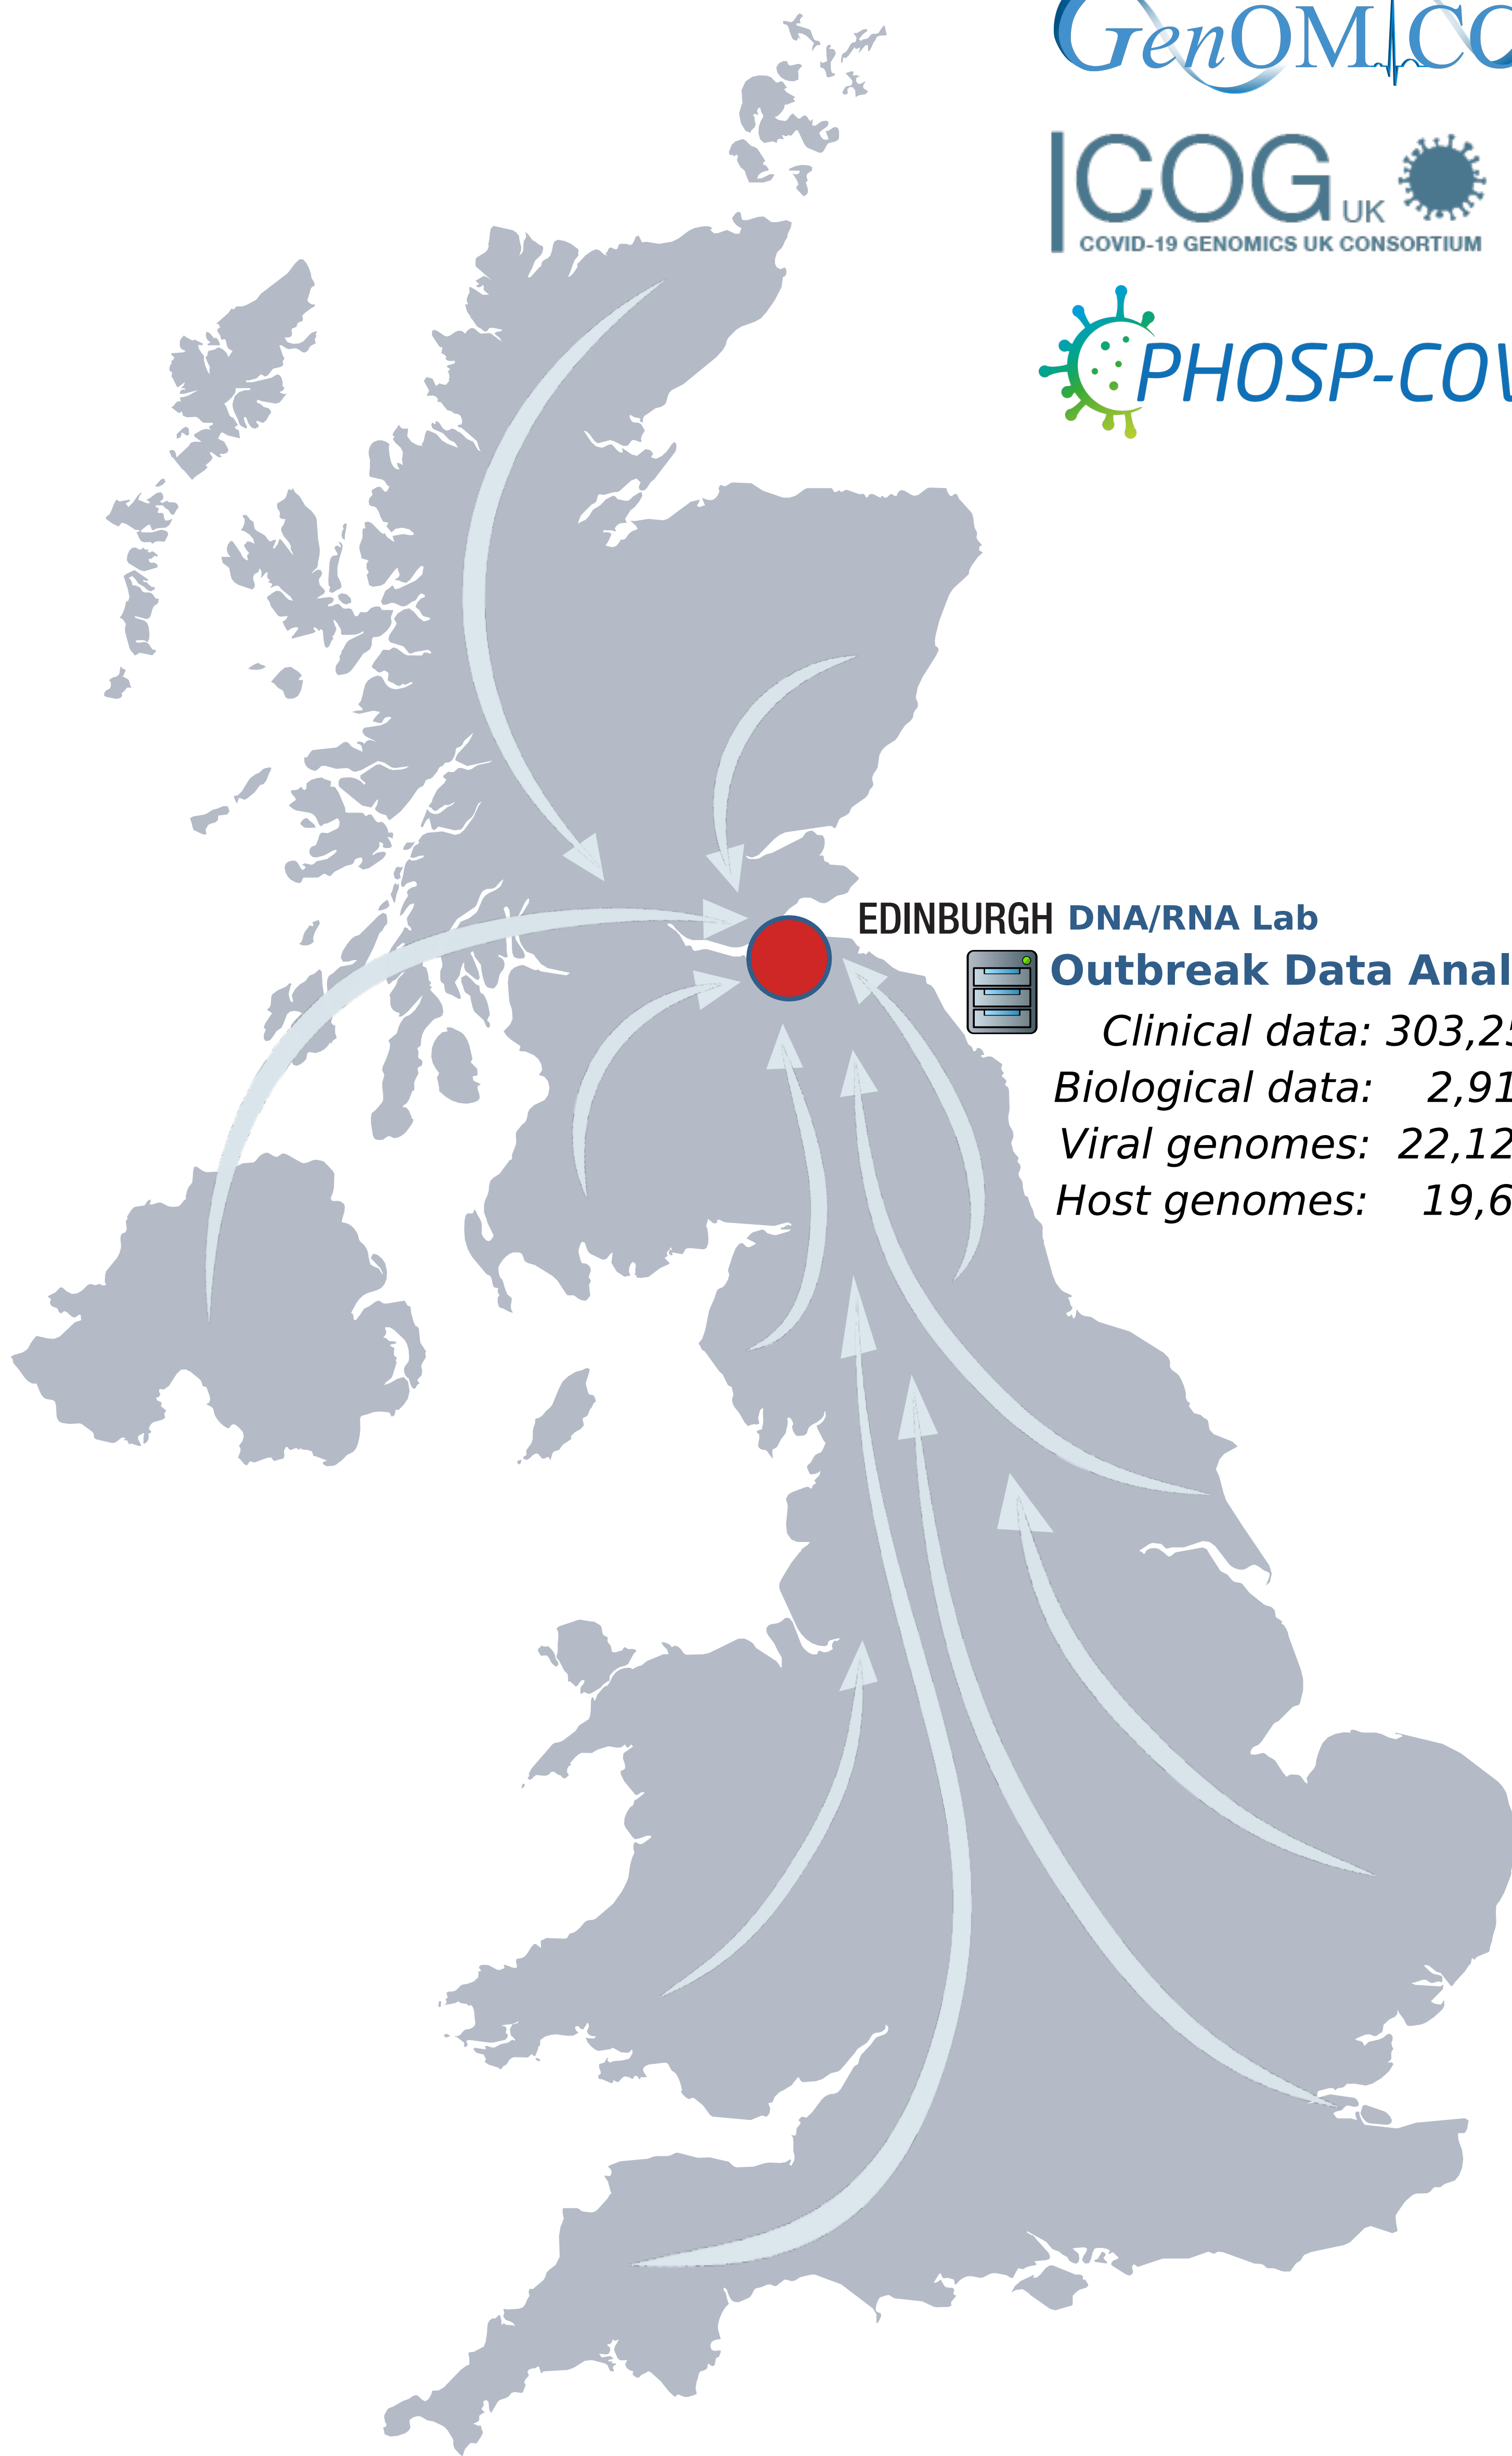 GenOMICC
COG UK
COVID-19 GENOMICS UK CONSORTIUM
PHOSP-COV
EDINBURGH DNA/RNA Lab
Outbreak Data Anal
Clinical data: 303,25
Biological data: 2,91
Viral genomes: 22,12
Host genomes: 19,6